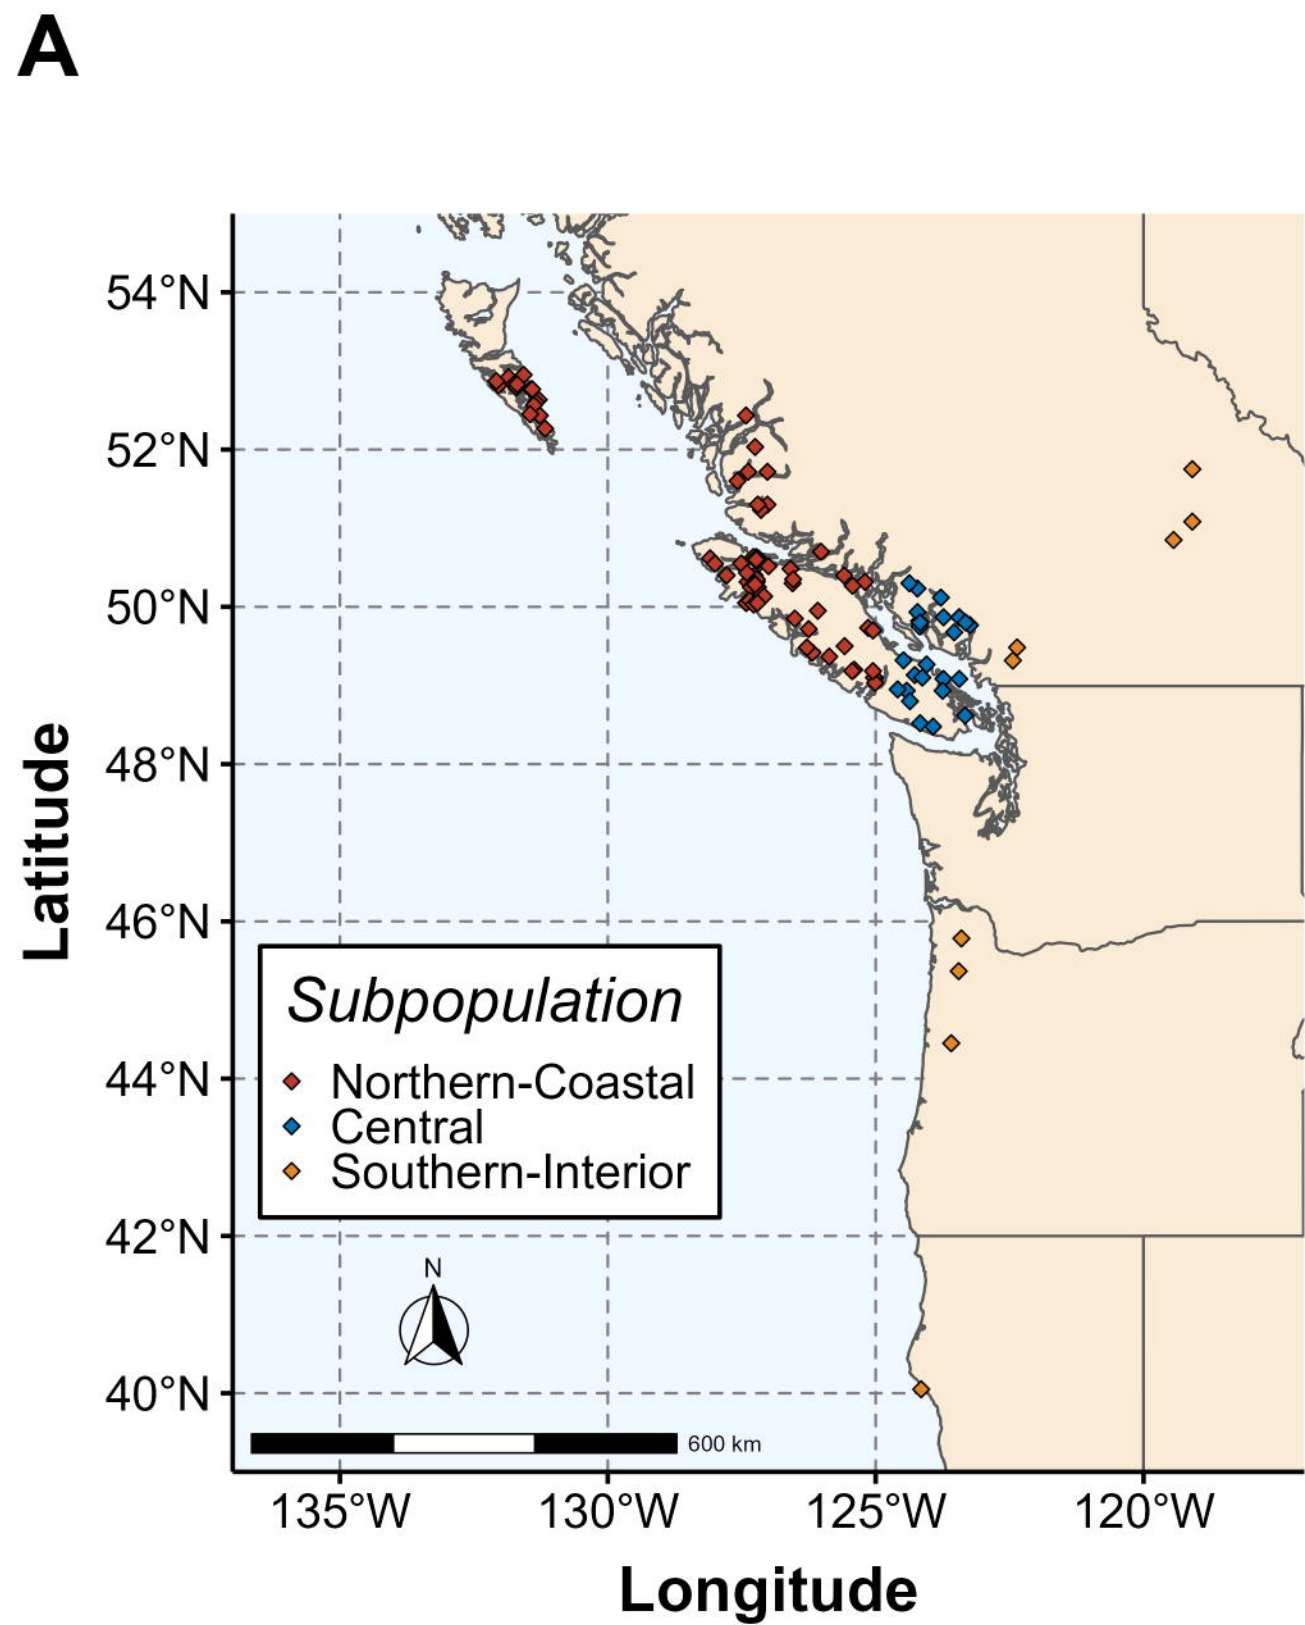 A
54°N
52°N
50°N
48°N
46°N
44°N
42°N
40°N
Latitude
Subpopulation
Northern-Coastal
Central
Southern-Interior
N
600 km
135°W
130°W
125°W
120°W
Longitude